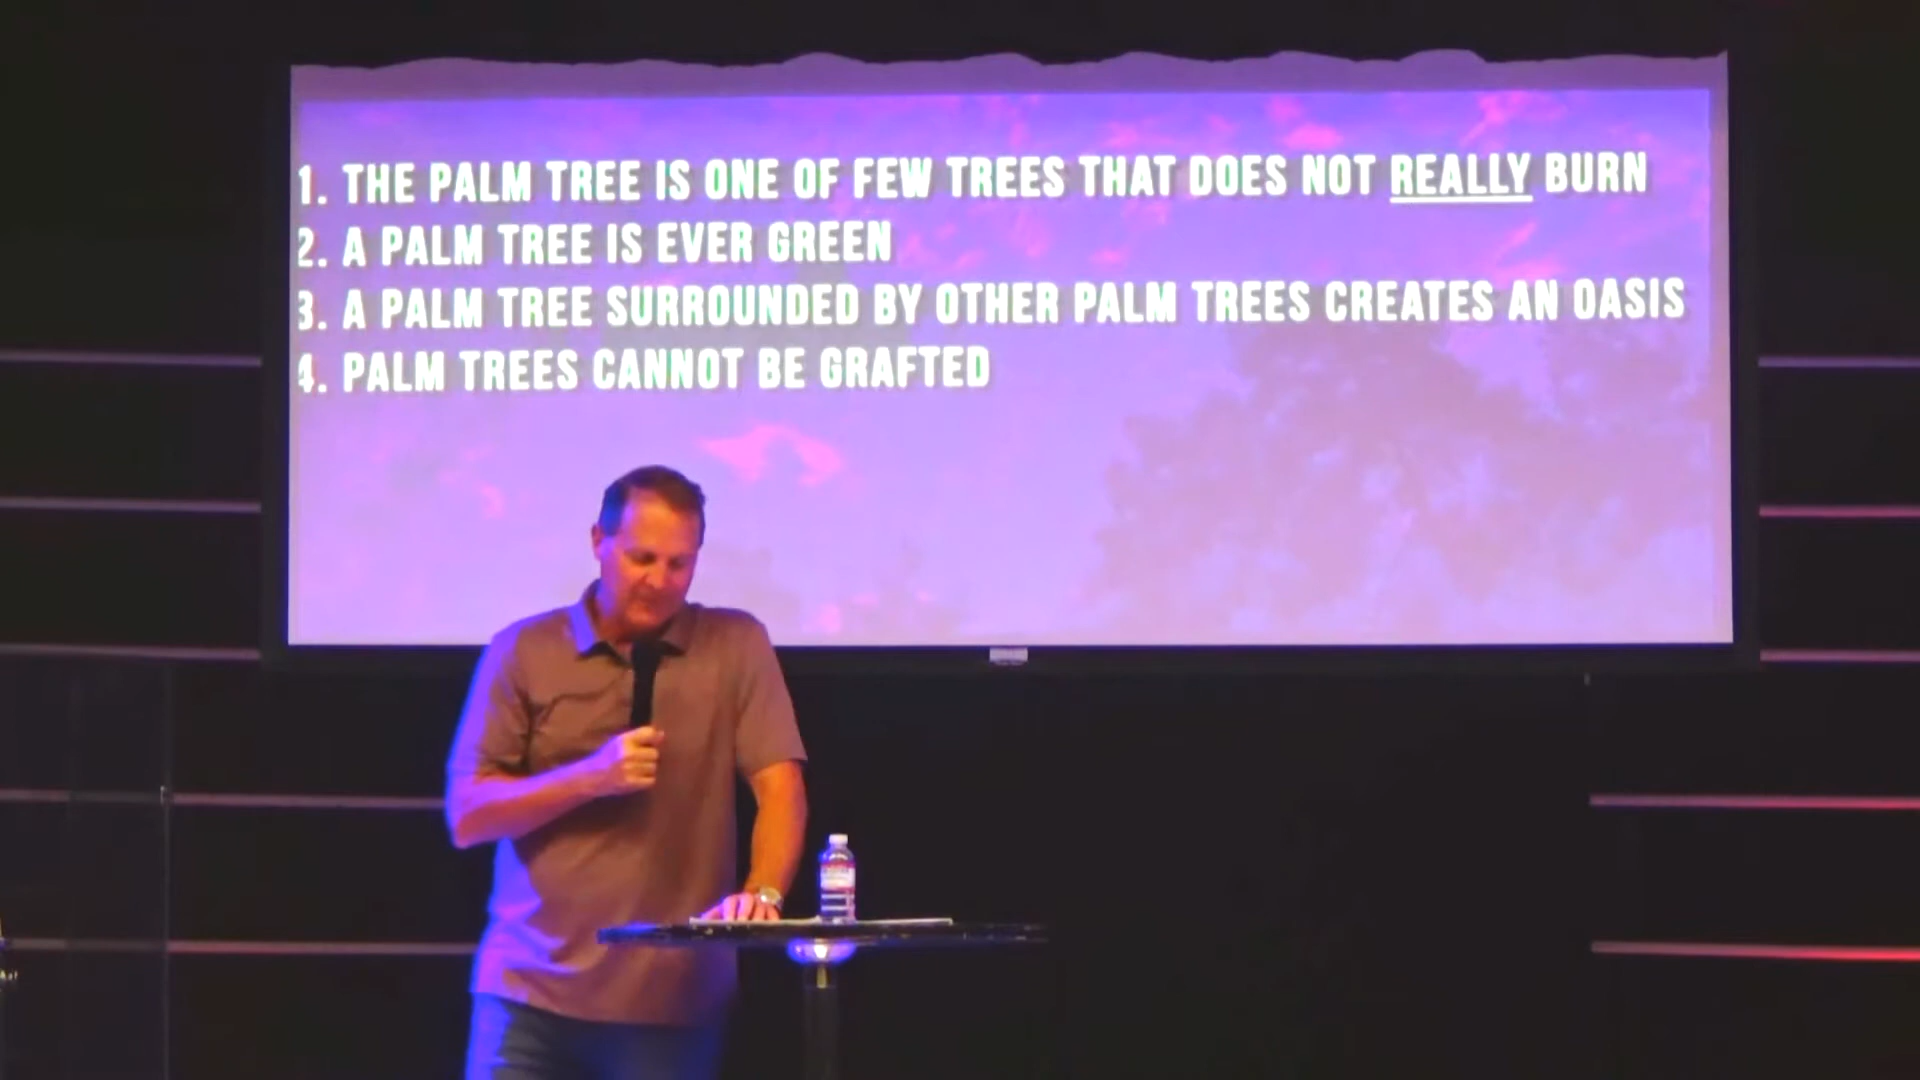 1. THE PALM TREE IS ONE OF FEW TREES THAT DOES NOT REALLY BURN
2. A PALM TREE IS EVER GREEN
3. A PALM TREE SURROUNDED BY OTHER PALM TREES CREATES AN OASIS
4. PALM TREES CANNOT BE GRAFTED